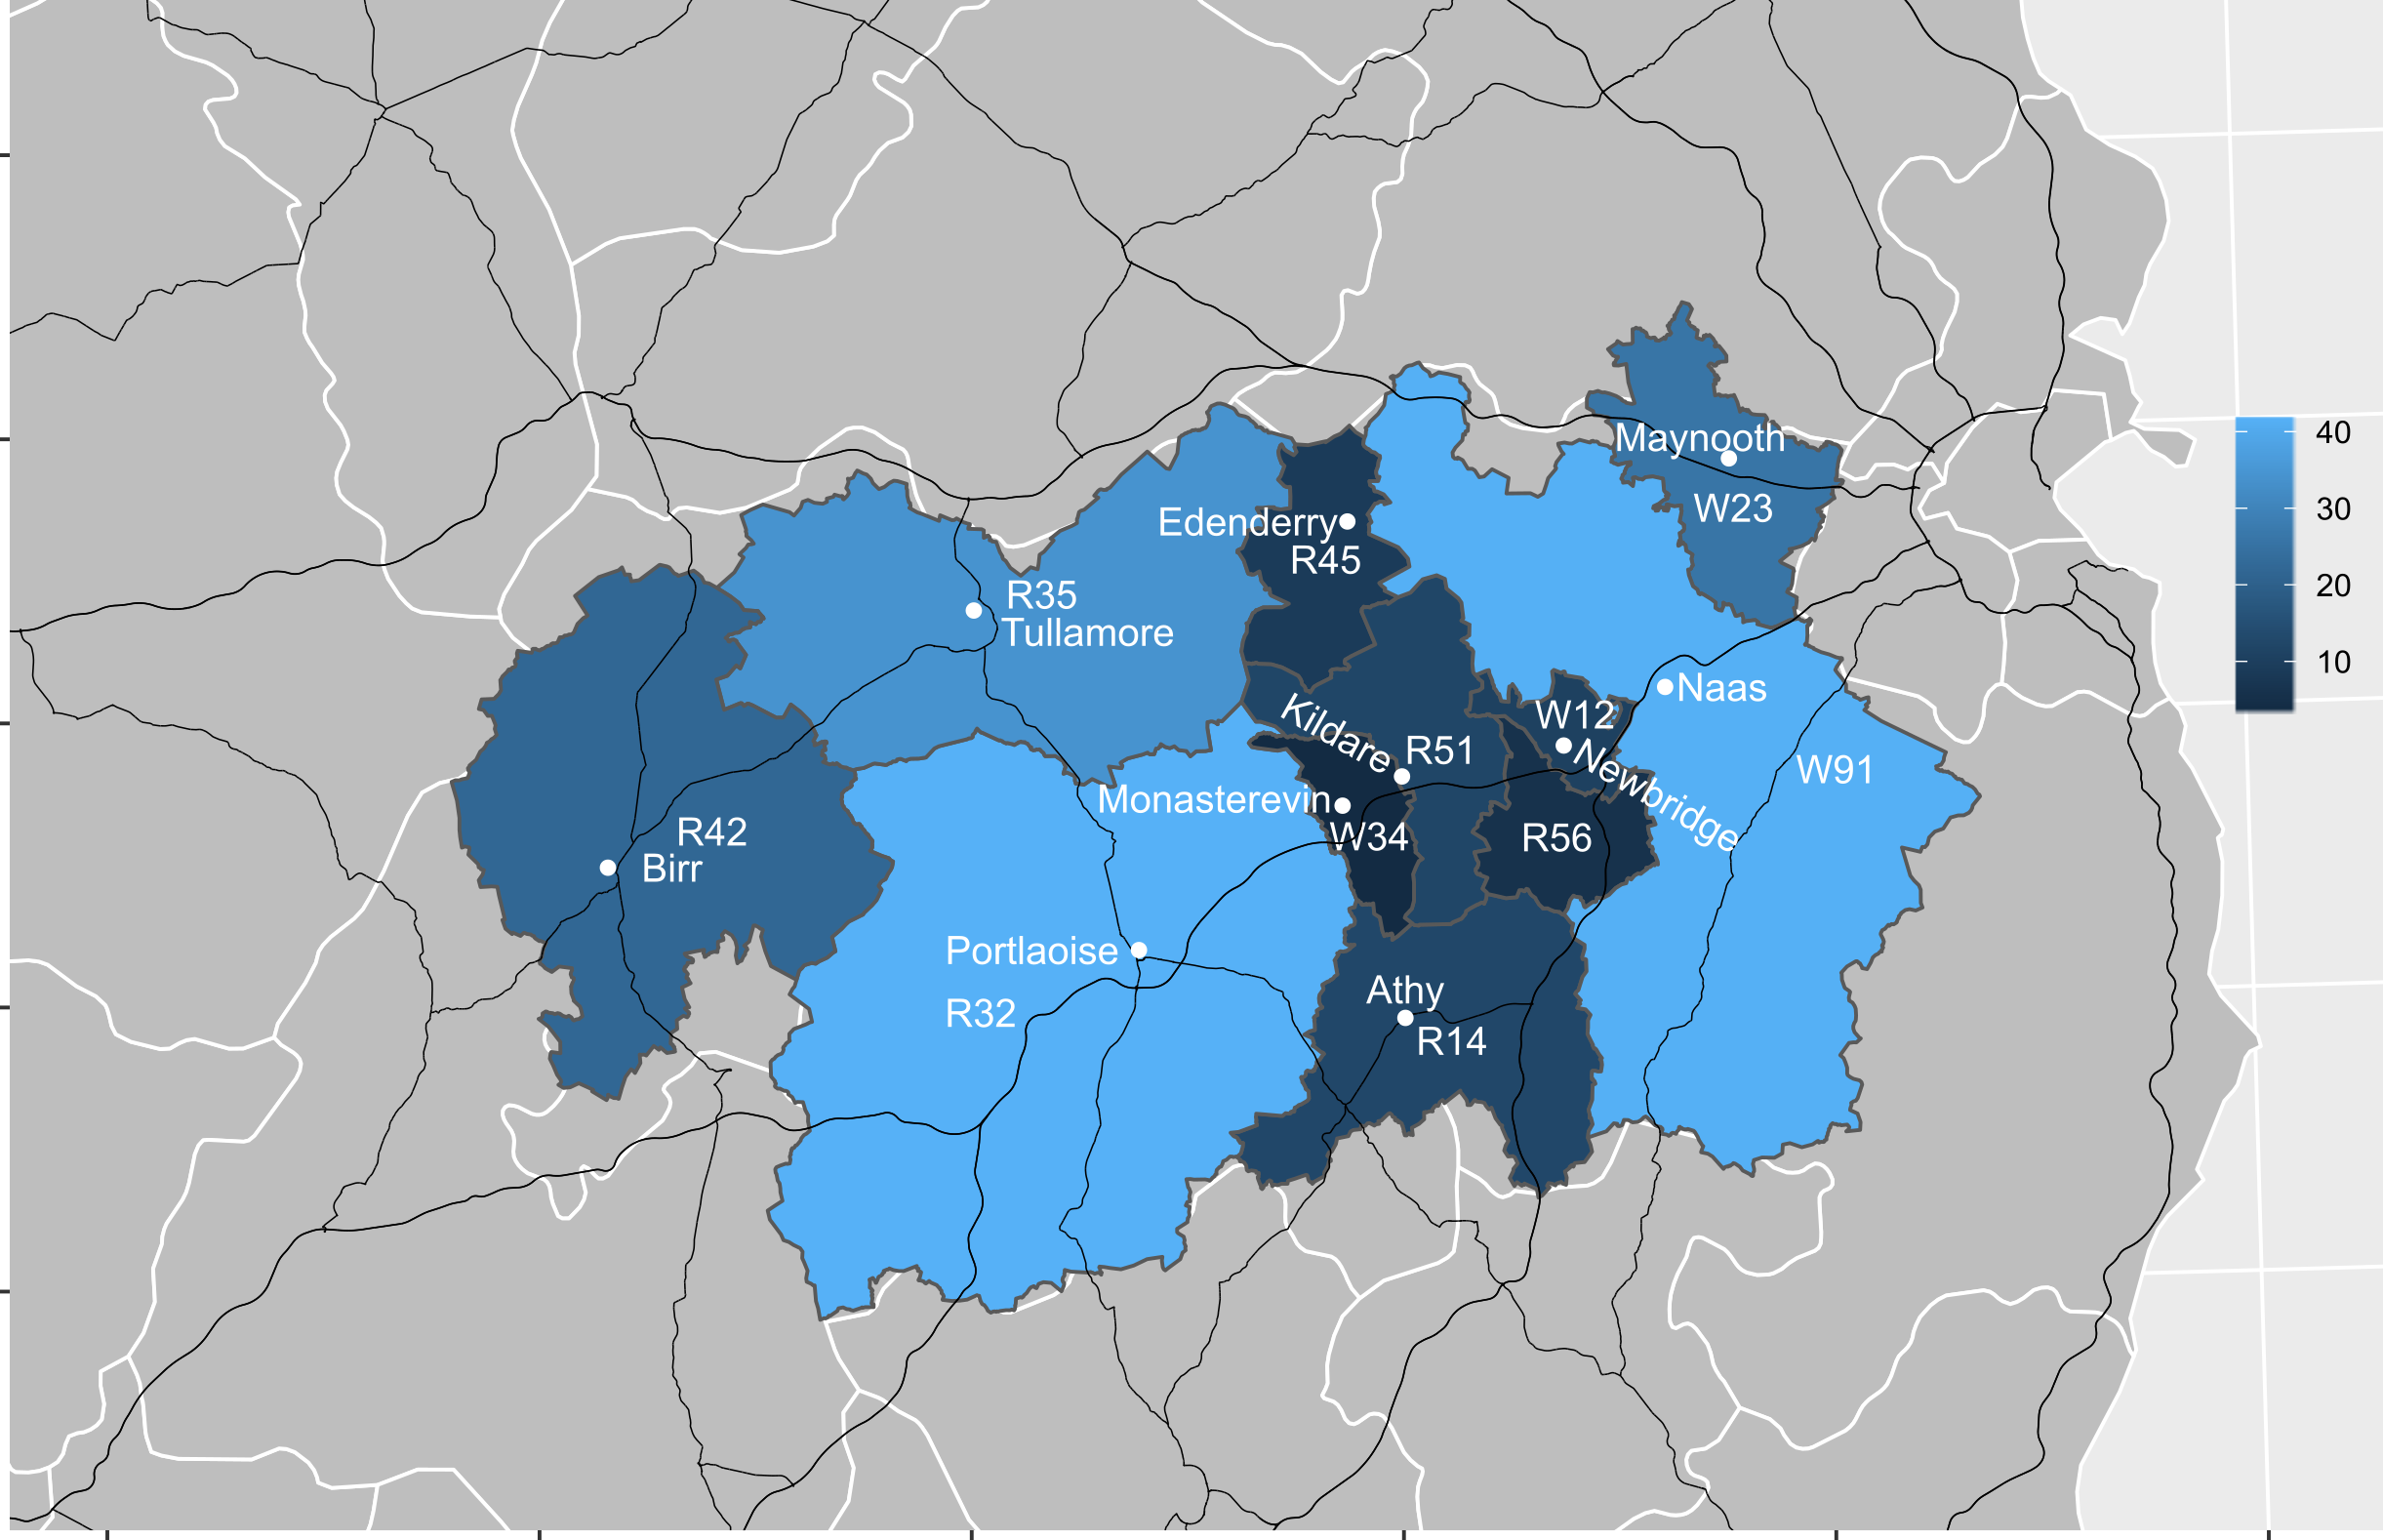 Maynooth
W23
Edenderry
R45
R35
Tullamore
Naas
W12
Kildare
R51
Newbridge
W91
Monasterevin
W34
R56
R42
Birr
Portlaoise
R32
Athy
R14
40
30
20
10